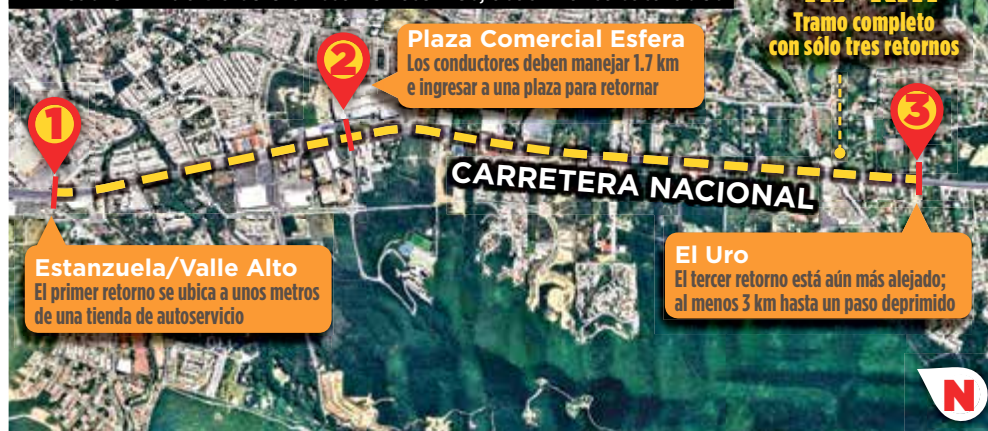 Tramo completo
con sólo tres retornos
1
2
3
Plaza Comercial Esfera
Los conductores deben manejar 1.7 km
e ingresar a una plaza para retornar
CARRETERA NACIONAL
Estanzuela/Valle Alto
El primer retorno se ubica a unos metros
de una tienda de autoservicio
El Uro
El tercer retorno está aún más alejado;
al menos 3 km hasta un paso deprimido
N